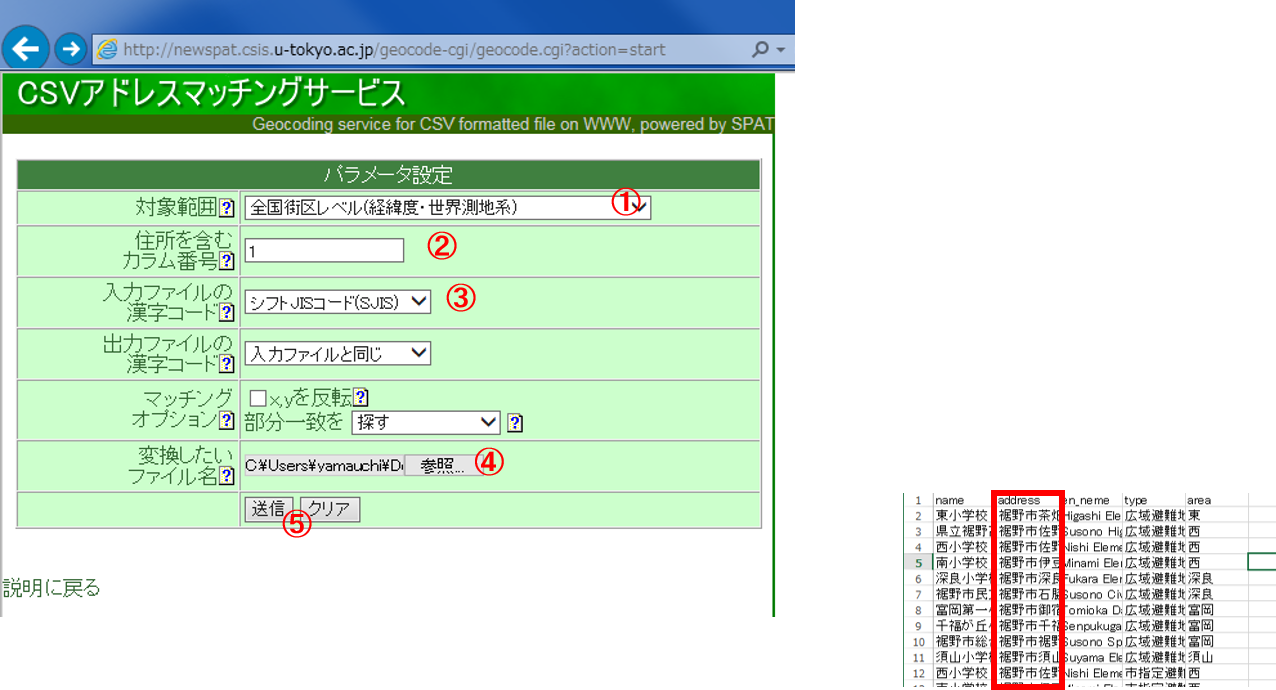 http://newspat.csis.u-tokyo.ac.jp/geocode-cgi/geocode.cgi?action=start
CSVアドレスマッチングサービス
Geocoding service for CSV formatted file on WWW, powered by SPAT
パラメータ設定
対象範囲? 全国街区レベル(経緯度・世界測地系) ①
住所を含む
カラム番号? 1 ②
入力ファイルの
漢字コード? シフトJISコード(SJIS) ③
出力ファイルの
漢字コード? 入力ファイルと同じ
マッチング
オプション? x,yを反転?
部分一致を 探す ?
変換したい
ファイル名? C¥Users¥yamauchi¥D 参照... ④
送信 クリア
⑤
説明に戻る
1 name address en_neme type area
2 東小学校 裾野市茶畑 Higashi Ele 広域避難地 東
3 県立裾野 裾野市佐野 Susono Hig 広域避難地 西
4 西小学校 裾野市佐野 Nishi Eleme 広域避難地 西
5 南小学校 裾野市伊豆 Minami Eler 広域避難地 西
6 深良小学校 裾野市深良 Fukara Eler 広域避難地 深良
7 裾野市民 裾野市石脇 Susono Civ 広域避難地 深良
8 富岡第一 裾野市御宿 Tomioka Da 広域避難地 富岡
9 千福が丘 裾野市千福 Senpukuga 広域避難地 富岡
10 裾野市総 裾野市裾野 Susono Sp 広域避難地 富岡
11 須山小学校 裾野市須山 Suyama Ele 広域避難地 須山
12 西小学校 裾野市佐野 Nishi Eleme 市指定避難 西